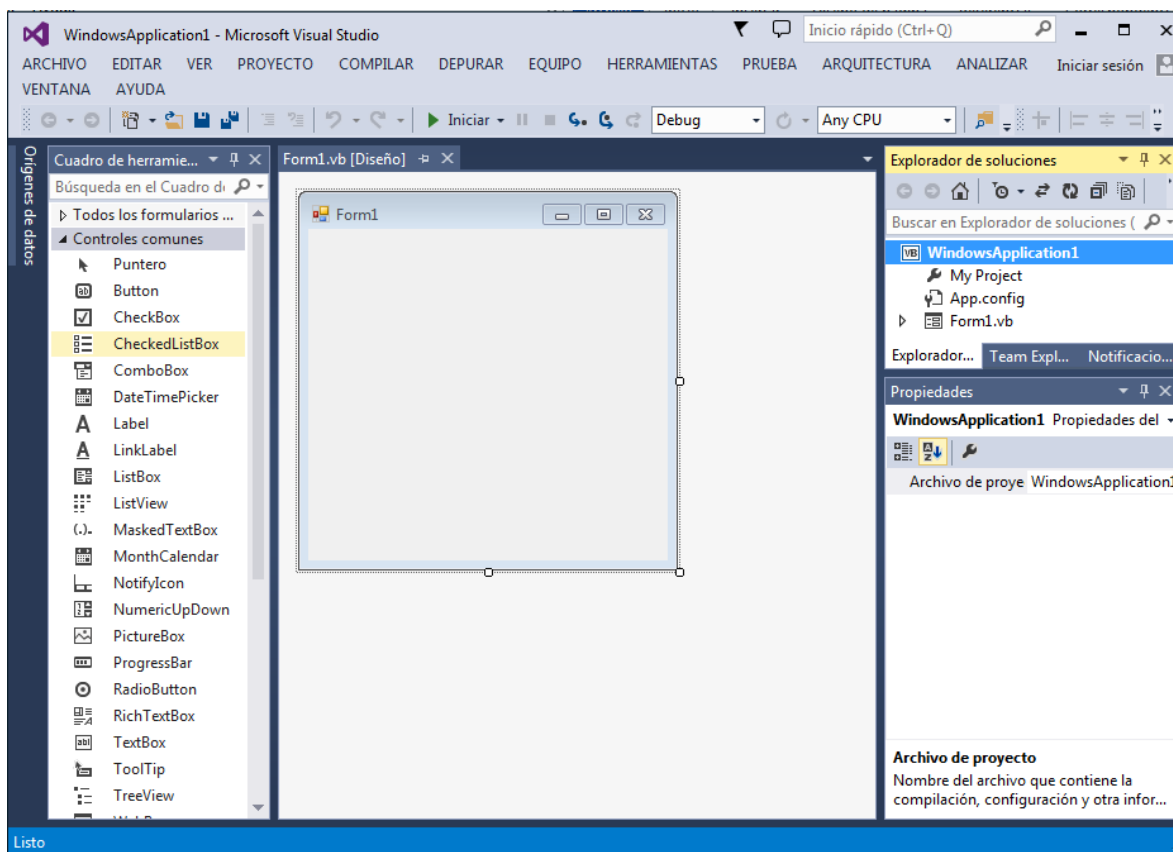 WindowsApplication1 - Microsoft Visual Studio
Inicio rápido (Ctrl+Q)
ARCHIVO EDITAR VER PROYECTO COMPILAR DEPURAR EQUIPO HERRAMIENTAS PRUEBA ARQUITECTURA ANALIZAR Iniciar sesión
VENTANA AYUDA
Iniciar Debug Any CPU
Orígenes de datos
Cuadro de herramie...
Búsqueda en el Cuadro d
Todos los formularios ...
Controles comunes
Puntero
Button
CheckBox
CheckedListBox
ComboBox
DateTimePicker
Label
LinkLabel
ListBox
ListView
MaskedTextBox
MonthCalendar
NotifyIcon
NumericUpDown
PictureBox
ProgressBar
RadioButton
RichTextBox
TextBox
ToolTip
TreeView
Form1.vb [Diseño]
Form1
Explorador de soluciones
Buscar en Explorador de soluciones (
WindowsApplication1
My Project
App.config
Form1.vb
Explorador... Team Expl... Notificacio...
Propiedades
WindowsApplication1 Propiedades del
Archivo de proye WindowsApplication1
Archivo de proyecto
Nombre del archivo que contiene la
compilación, configuración y otra infor...
Listo